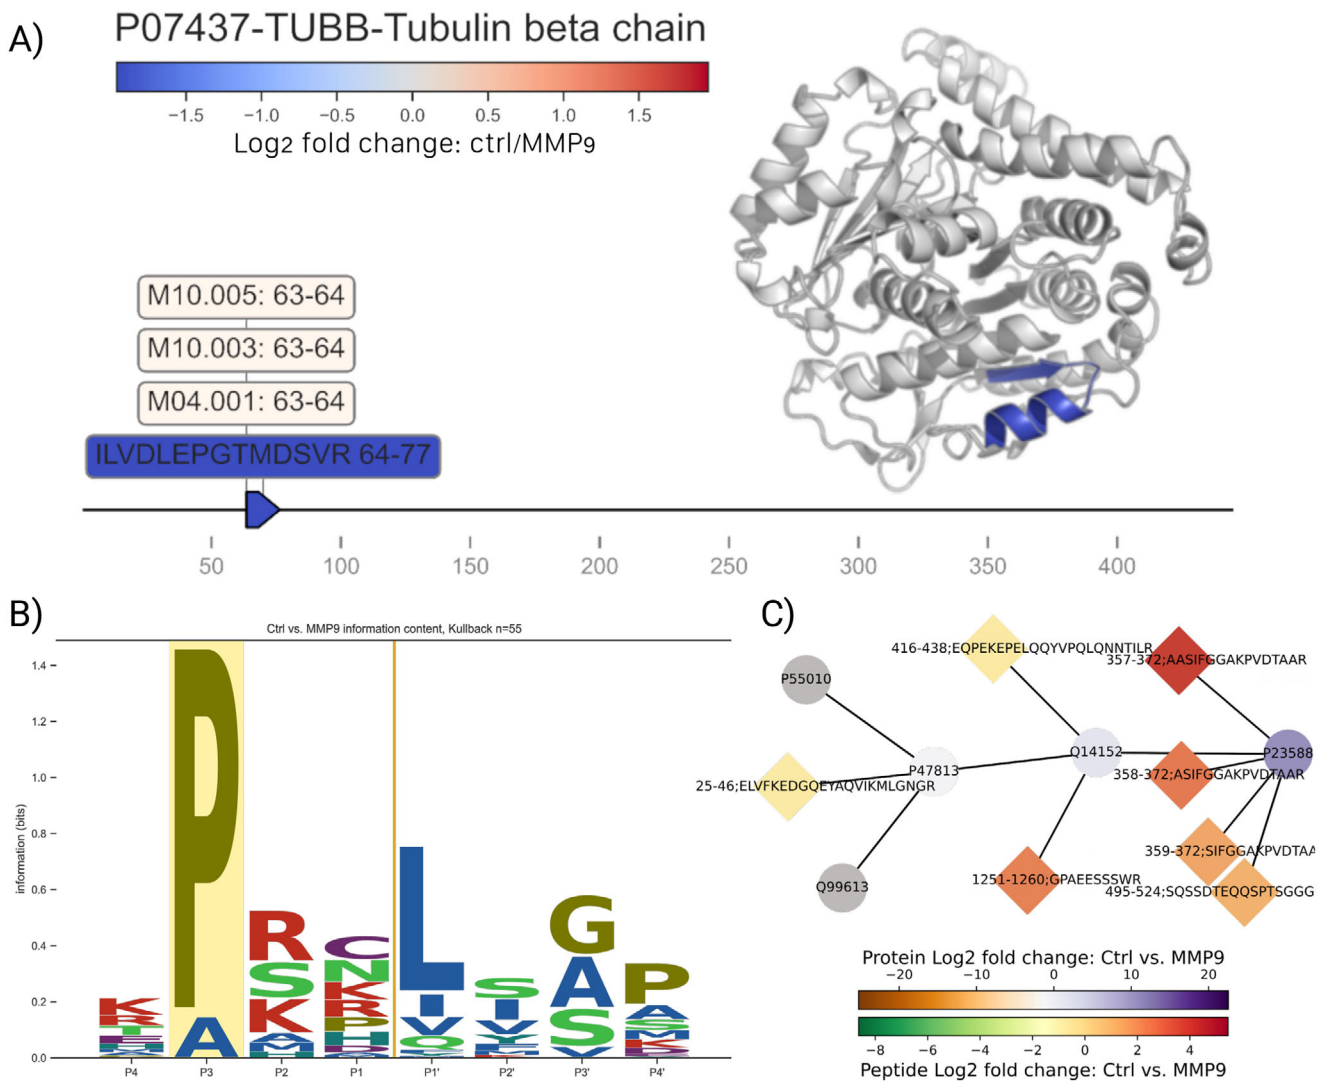 A)
P07437-TUBB-Tubulin beta chain
−1.5 −1.0 −0.5 0.0 0.5 1.0 1.5
Log2 fold change: ctrl/MMP9
M10.005: 63-64
M10.003: 63-64
M04.001: 63-64
ILVDLEPGTMDSVR 64-77
50 100 150 200 250 300 350 400
B)
Ctrl vs. MMP9 information content, Kullback n=55
information (bits)
1.4
1.2
1.0
0.8
0.6
0.4
0.2
0.0
K R T
P A
R S K A M H
C N K R P H R
L I V Q
S I V Y
G A S V
P A S M K
P4 P3 P2 P1 P1' P2' P3' P4'
C)
416-438;EQPEKEPELQQYVPQLQNNTILR
357-372;AASIFGGAKPVDTAAR
P55010
Q14152
P23588
P47813
358-372;ASIFGGAKPVDTAAR
25-46;ELVFKEDGQEYAQVIKMLGNGR
359-372;SIFGGAKPVDTAA
Q99613
1251-1260;GPAEESSSWR
495-524;SQSSDTEQQSPTSGGG
Protein Log2 fold change: Ctrl vs. MMP9
−20 −10 0 10 20
−8 −6 −4 −2 0 2 4
Peptide Log2 fold change: Ctrl vs. MMP9